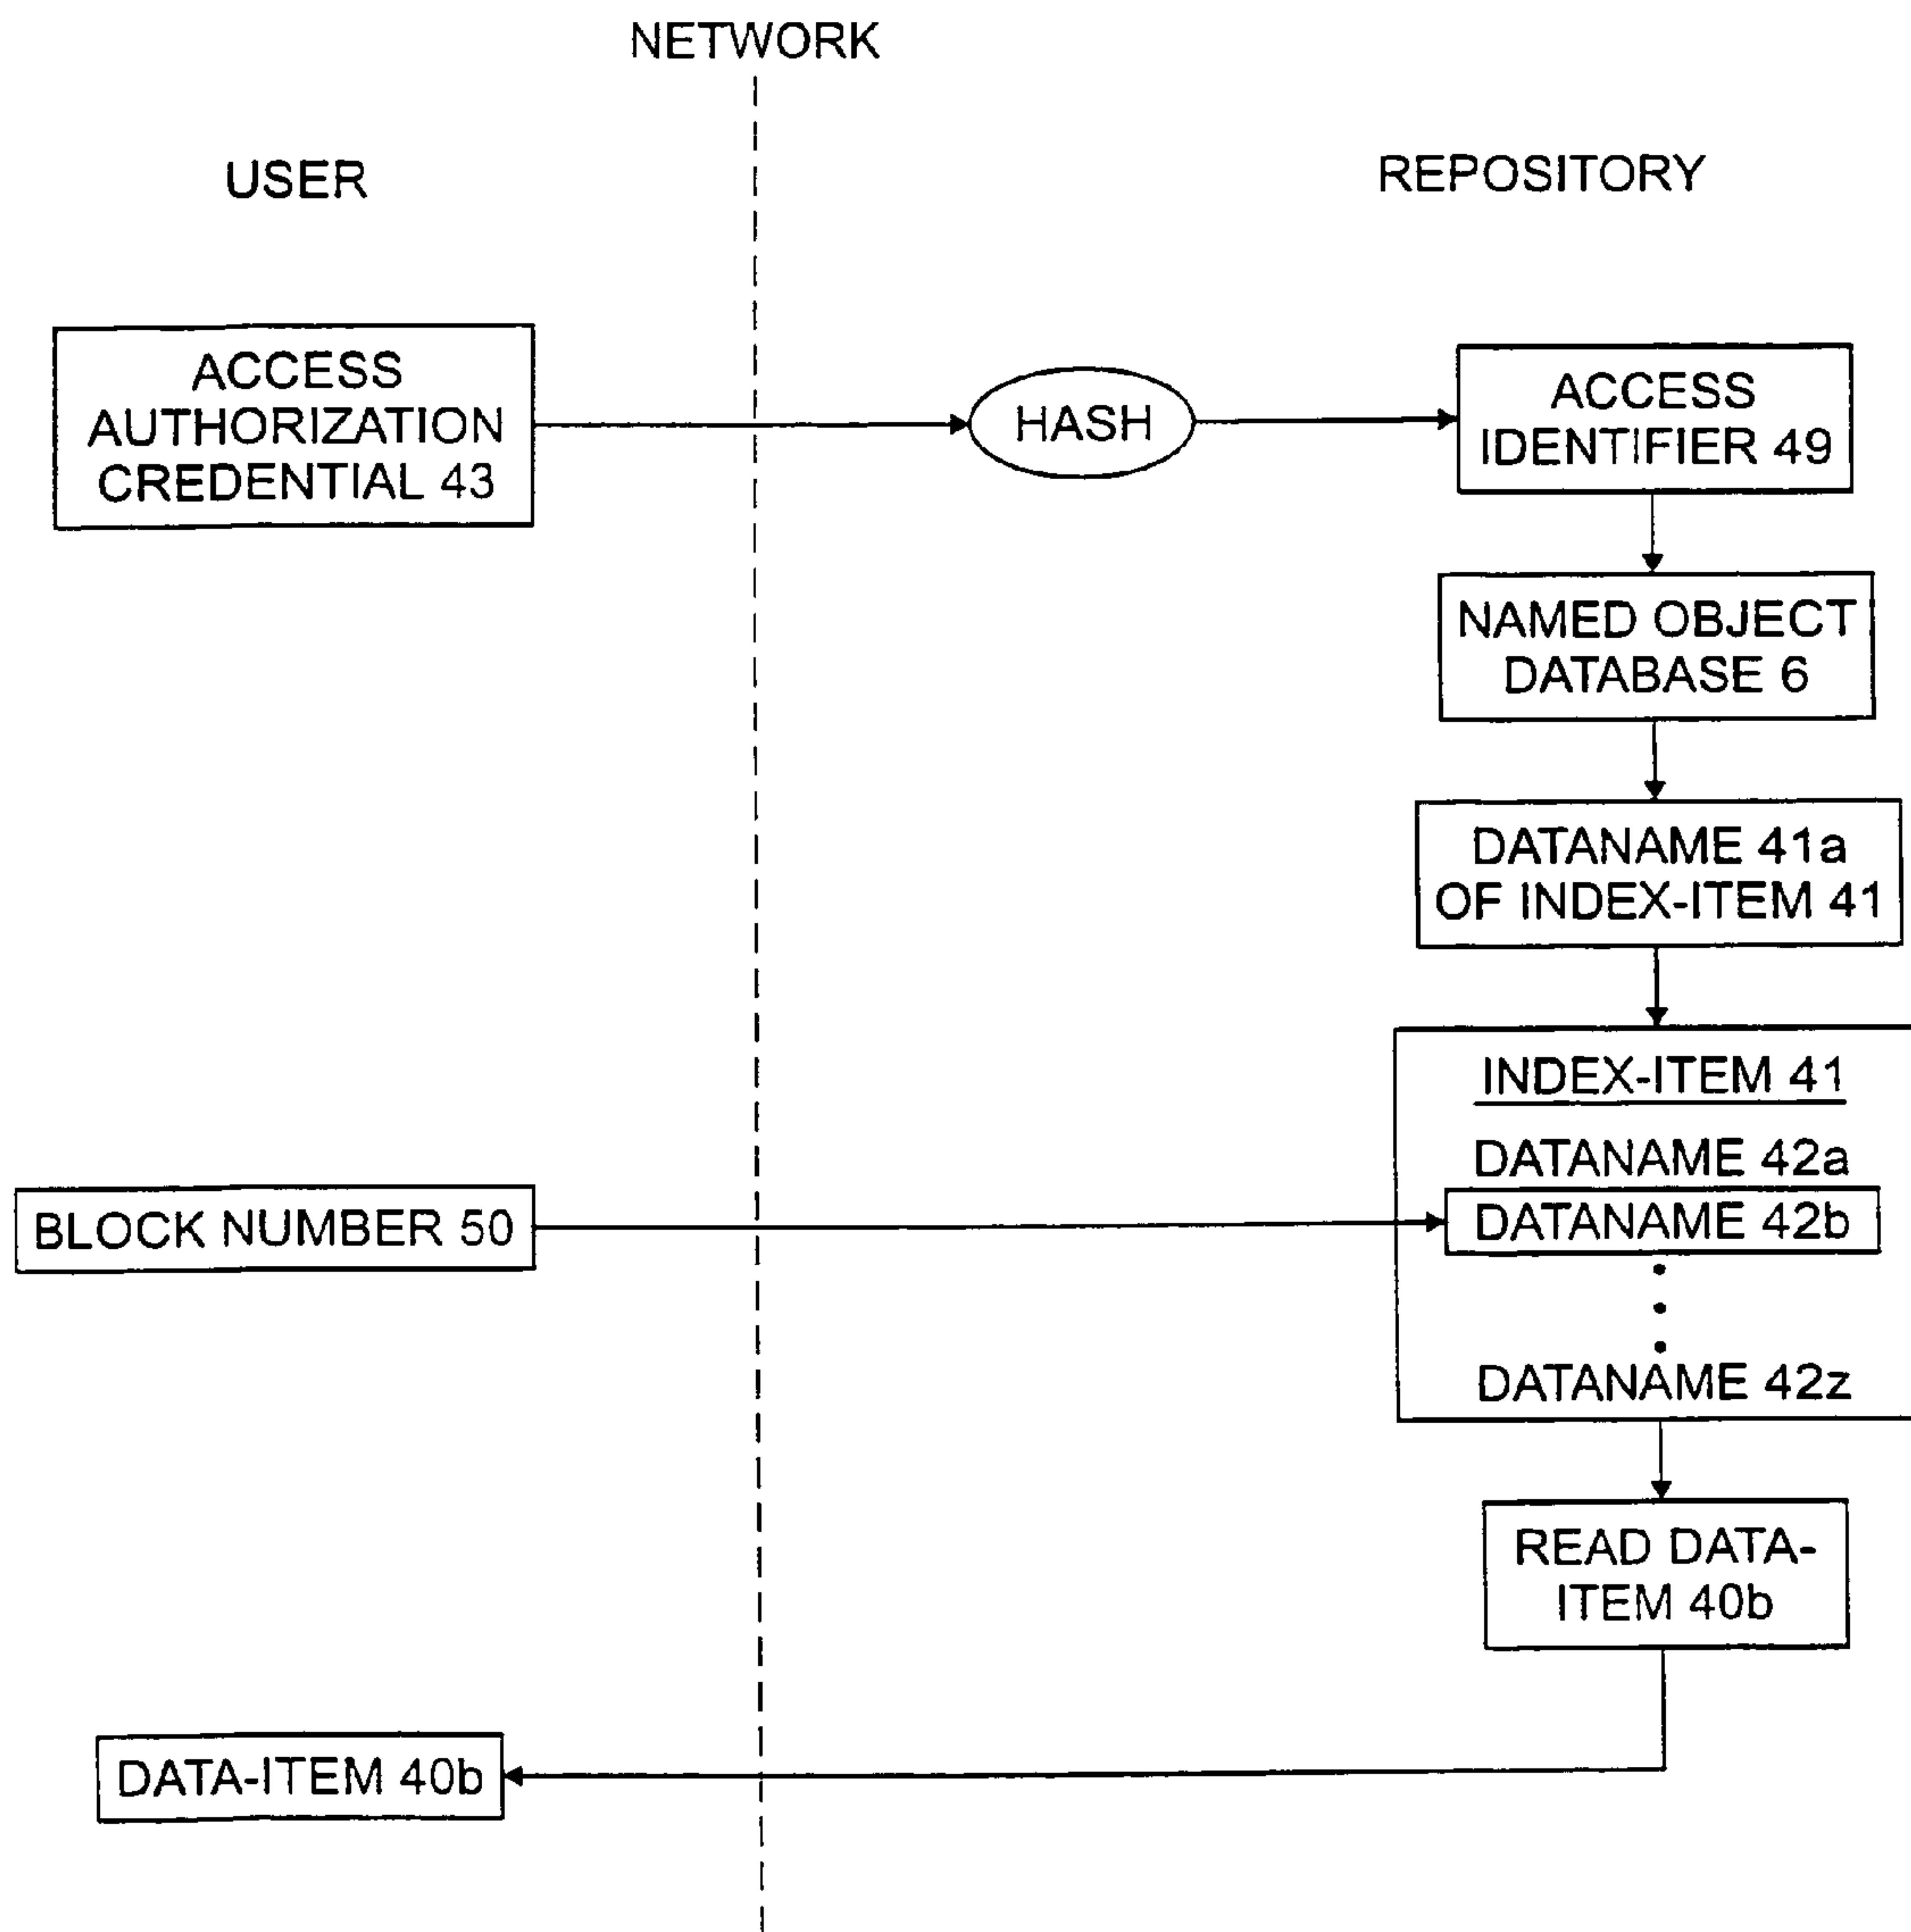 NETWORK
USER
REPOSITORY
ACCESS
AUTHORIZATION
CREDENTIAL 43
HASH
ACCESS
IDENTIFIER 49
NAMED OBJECT
DATABASE 6
DATANAME 41a
OF INDEX-ITEM 41
INDEX-ITEM 41
DATANAME 42a
BLOCK NUMBER 50
DATANAME 42b
DATANAME 42z
READ DATA-
ITEM 40b
DATA-ITEM 40b